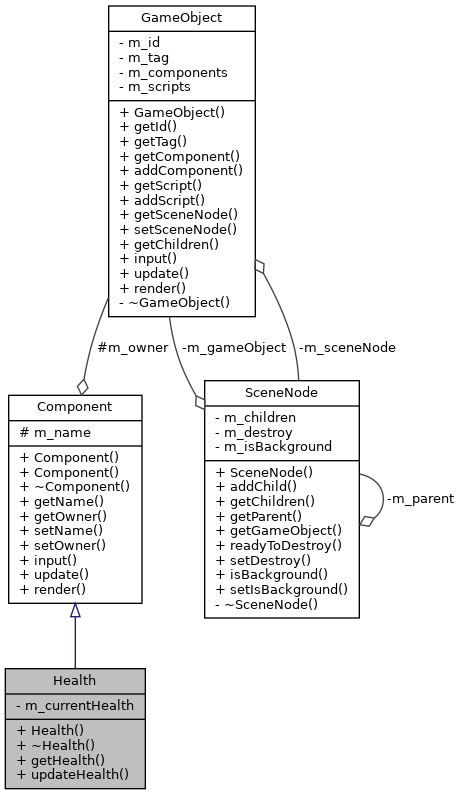 GameObject
- m_id
- m_tag
- m_components
- m_scripts
+ GameObject()
+ getId()
+ getTag()
+ getComponent()
+ addComponent()
+ getScript()
+ addScript()
+ getSceneNode()
+ setSceneNode()
+ getChildren()
+ input()
+ update()
+ render()
- ~GameObject()
#m_owner
-m_gameObject
-m_sceneNode
Component
# m_name
+ Component()
+ Component()
+ ~Component()
+ getName()
+ getOwner()
+ setName()
+ setOwner()
+ input()
+ update()
+ render()
SceneNode
- m_children
- m_destroy
- m_isBackground
+ SceneNode()
+ addChild()
+ getChildren()
+ getParent()
+ getGameObject()
+ readyToDestroy()
+ setDestroy()
+ isBackground()
+ setIsBackground()
- ~SceneNode()
-m_parent
Health
- m_currentHealth
+ Health()
+ ~Health()
+ getHealth()
+ updateHealth()